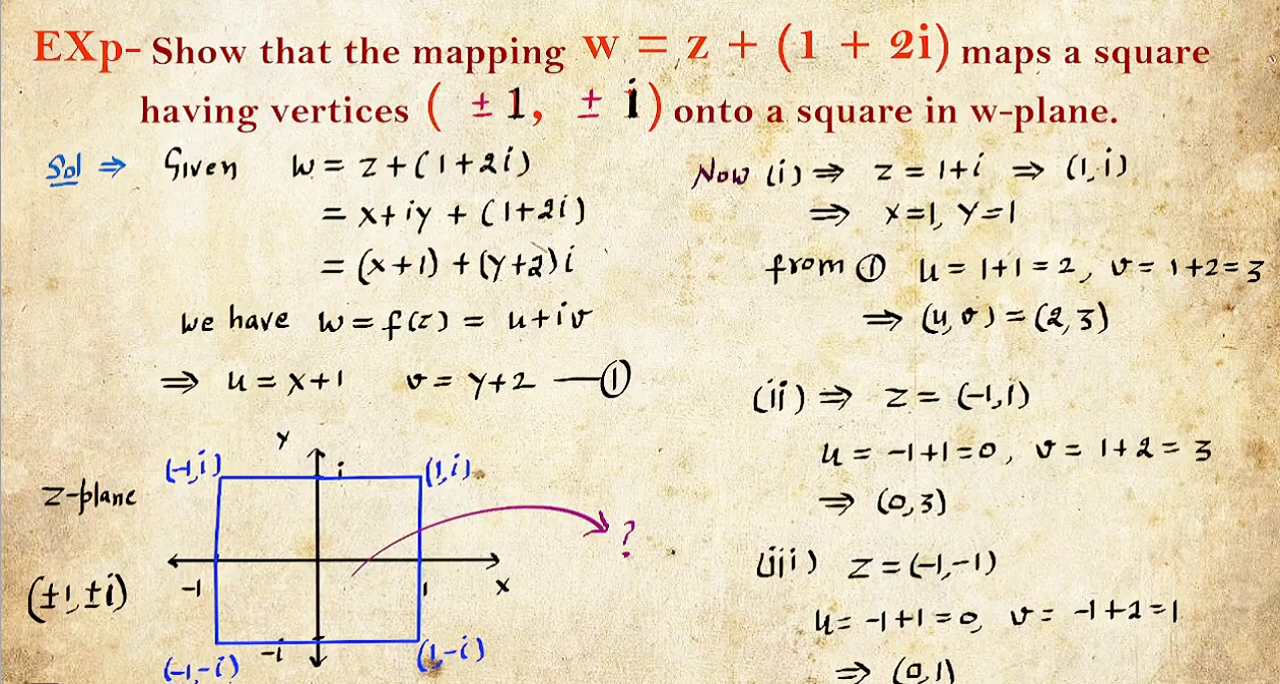 EXp- Show that the mapping w = z + (1 + 2i) maps a square
having vertices ( ±1, ± i) onto a square in w-plane.
Sol ⇒ Given w = z+(1+2i)
= x+iy + (1+2i)
= (x+1) + (y+2)i
we have w = f(z) = u+iv
⇒ u = x+1 v = y+2 —①
Y
(-1,i)
i
(1,i)
z-plane
?
(±1,±i)
-1
1
X
(-1,-i)
-i
(1-i)
Now (i) ⇒ z = 1+i ⇒ (1,i)
⇒ x=1, y=1
from ① u = 1+1 = 2, v = 1+2=3
⇒ (u,v) = (2,3)
(ii) ⇒ z = (-1,1)
u = -1+1=0, v = 1+2 = 3
⇒ (0,3)
(iii) z = (-1,-1)
u = -1+1=0, v = -1+2=1
⇒ (0,1)